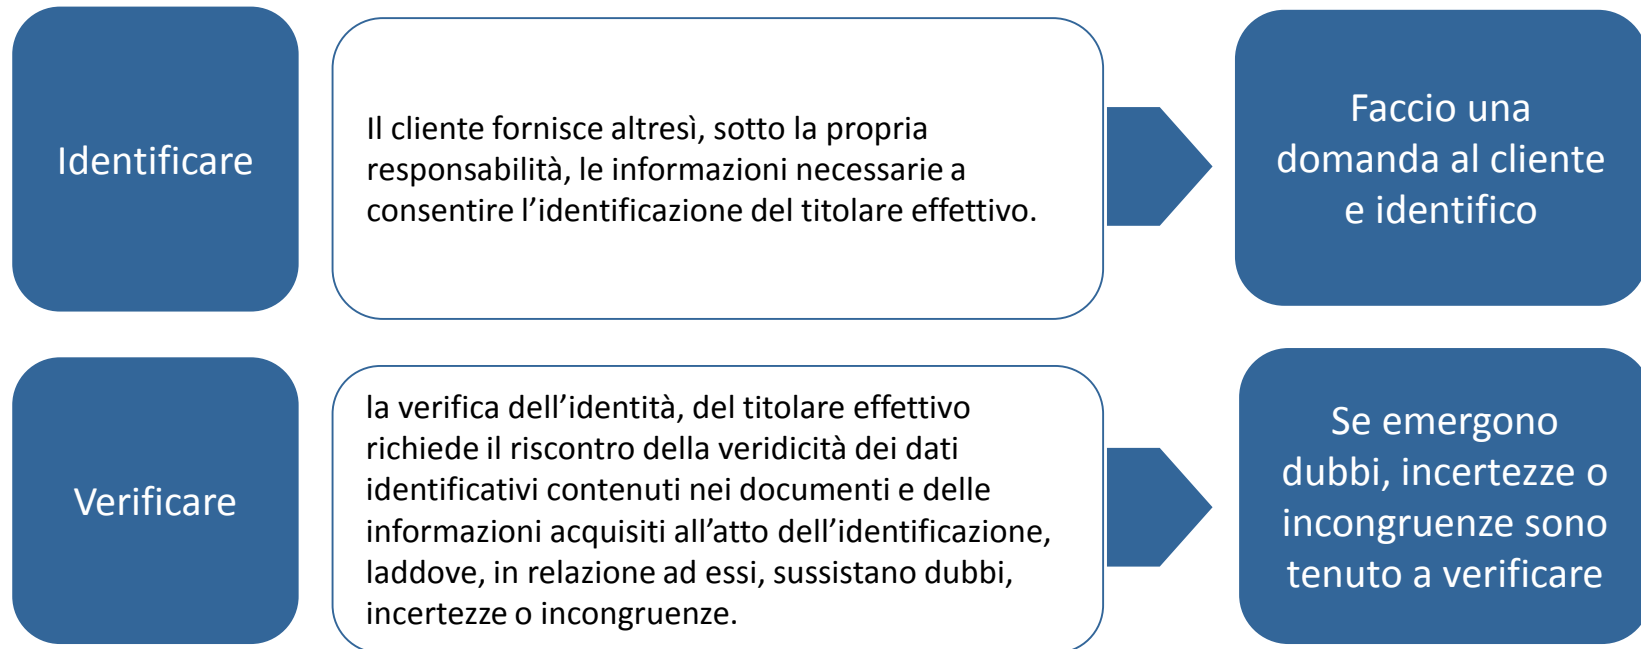 Identificare
Il cliente fornisce altresì, sotto la propria
responsabilità, le informazioni necessarie a
consentire l’identificazione del titolare effettivo.
Faccio una
domanda al cliente
e identifico
Verificare
la verifica dell’identità, del titolare effettivo
richiede il riscontro della veridicità dei dati
identificativi contenuti nei documenti e delle
informazioni acquisiti all’atto dell’identificazione,
laddove, in relazione ad essi, sussistano dubbi,
incertezze o incongruenze.
Se emergono
dubbi, incertezze o
incongruenze sono
tenuto a verificare